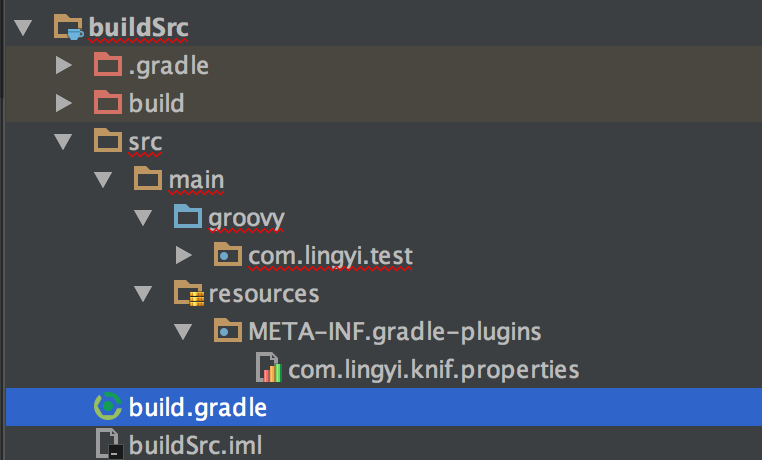 buildSrc
.gradle
build
src
main
groovy
com.lingyi.test
resources
META-INF.gradle-plugins
com.lingyi.knif.properties
build.gradle
buildSrc.iml